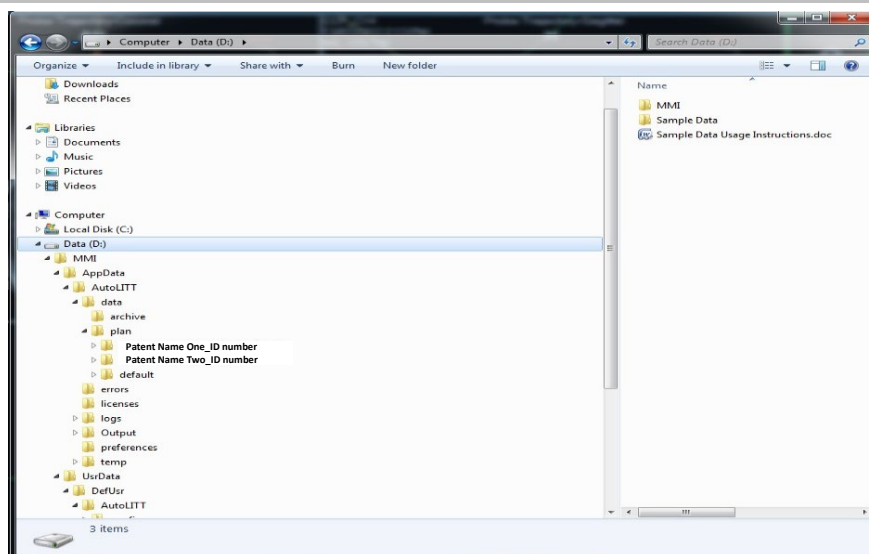 Computer ▸ Data (D:) ▸
Search Data (D:)
Organize
Include in library
Share with
Burn
New folder
Downloads
Recent Places
Libraries
Documents
Music
Pictures
Videos
Computer
Local Disk (C:)
Data (D:)
MMI
AppData
AutoLITT
data
archive
plan
Patent Name One_ID number
Patent Name Two_ID number
default
errors
licenses
logs
Output
preferences
temp
UsrData
DefUsr
AutoLITT
Name
MMI
Sample Data
Sample Data Usage Instructions.doc
3 items